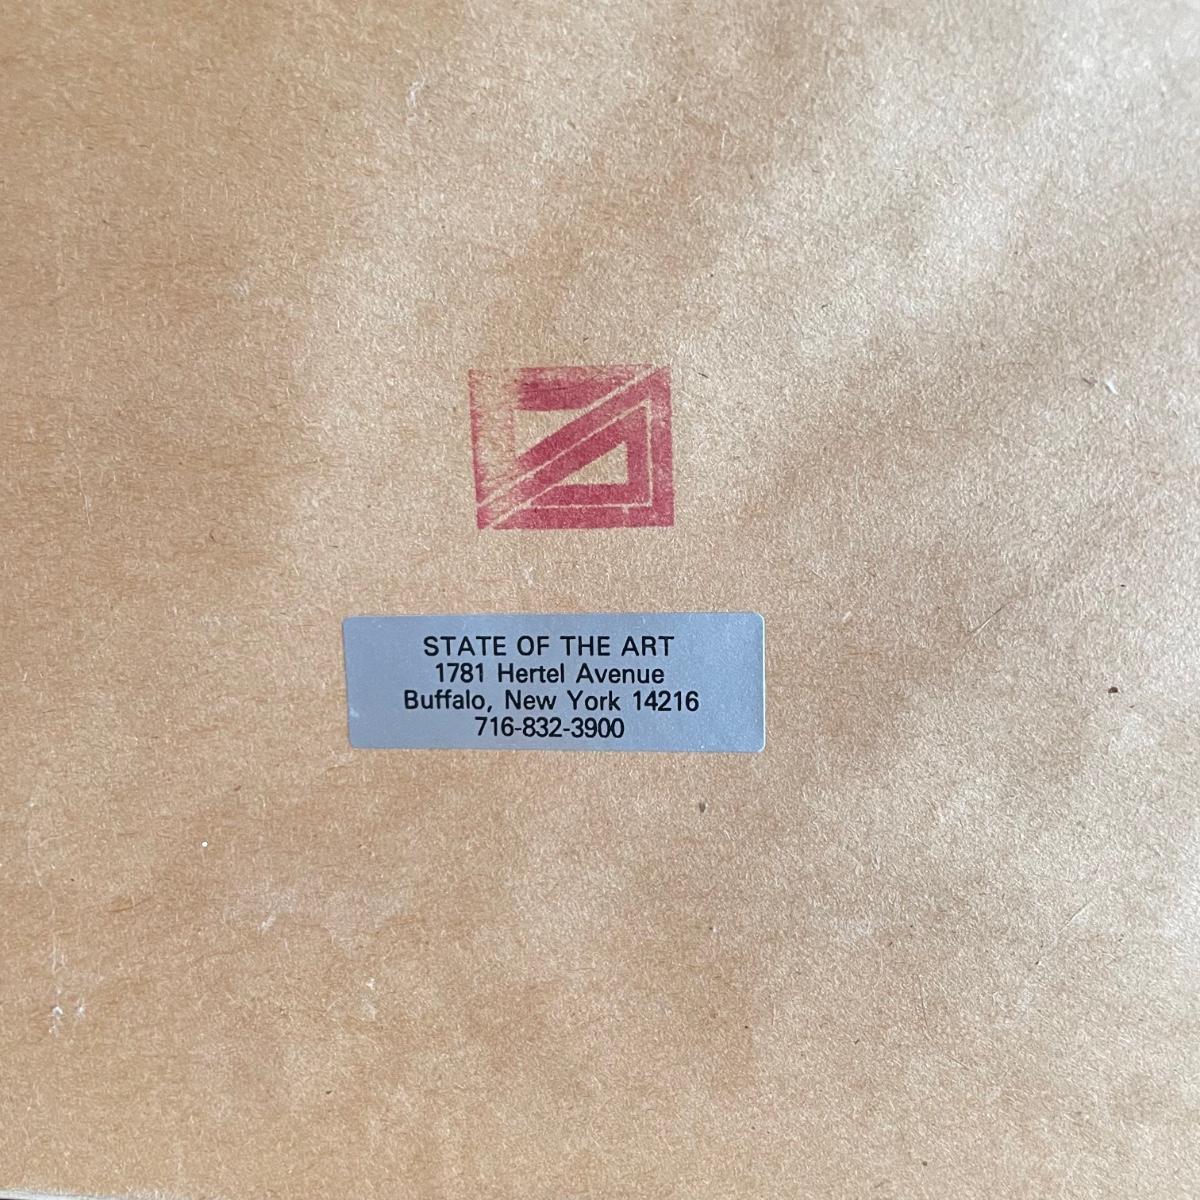 STATE OF THE ART
1781 Hertel Avenue
Buffalo, New York 14216
716-832-3900